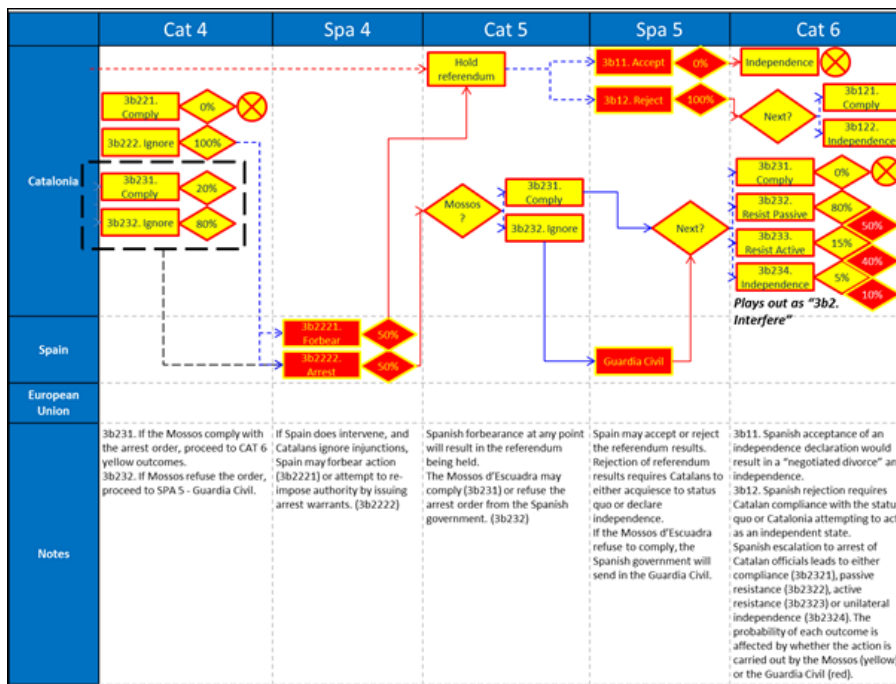 Cat 4
Spa 4
Cat 5
Spa 5
Cat 6
Catalonia
Hold
referendum
3b11. Accept
0%
Independence
3b12. Reject
100%
Next?
3b121.
Comply
3b122.
Independence
3b221.
Comply
0%
3b222. Ignore
100%
3b231.
Comply
20%
3b232. Ignore
80%
Mossos
?
3b231.
Comply
3b232. Ignore
Next?
3b231.
Comply
0%
3b232.
Resist Passive
80%
50%
3b233.
Resist Active
15%
40%
3b234.
Independence
5%
10%
Plays out as "3b2.
Interfere"
Spain
3b2221.
Forbear
50%
3b2222.
Arrest
50%
Guardia Civil
European
Union
Notes
3b231. If the Mossos comply with
the arrest order, proceed to CAT 6
yellow outcomes.
3b232. If Mossos refuse the order,
proceed to SPA 5 - Guardia Civil.
If Spain does intervene, and
Catalans ignore injunctions,
Spain may forbear action
(3b2221) or attempt to re-
impose authority by issuing
arrest warrants. (3b2222)
Spanish forbearance at any point
will result in the referendum
being held.
The Mossos d'Escuadra may
comply (3b231) or refuse the
arrest order from the Spanish
government. (3b232)
Spain may accept or reject
the referendum results.
Rejection of referendum
results requires Catalans to
either acquiesce to status
quo or declare
independence.
If the Mossos d'Escuadra
refuse to comply, the
Spanish government will
send in the Guardia Civil.
3b11. Spanish acceptance of an
independence declaration would
result in a "negotiated divorce" an
independence.
3b12. Spanish rejection requires
Catalan compliance with the status
quo or Catalonia attempting to act
as an independent state.
Spanish escalation to arrest of
Catalan officials leads to either
compliance (3b2321), passive
resistance (3b2322), active
resistance (3b2323) or unilateral
independence (3b2324). The
probability of each outcome is
affected by whether the action is
carried out by the Mossos (yellow)
or the Guardia Civil (red).